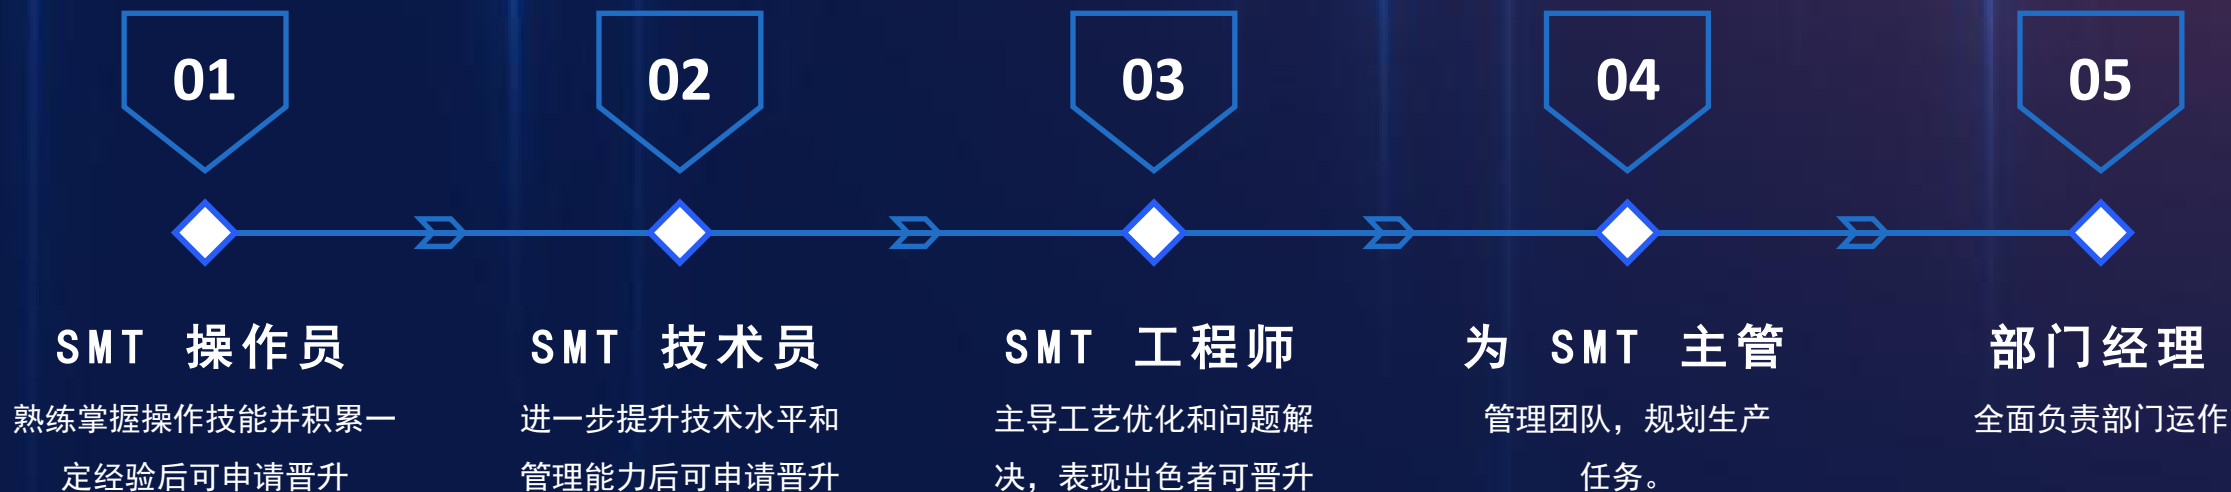 01
02
03
04
05
SMT 操作员
熟练掌握操作技能并积累一
定经验后可申请晋升
SMT 技术员
进一步提升技术水平和
管理能力后可申请晋升
SMT 工程师
主导工艺优化和问题解
决，表现出色者可晋升
为 SMT 主管
管理团队，规划生产
任务。
部门经理
全面负责部门运作